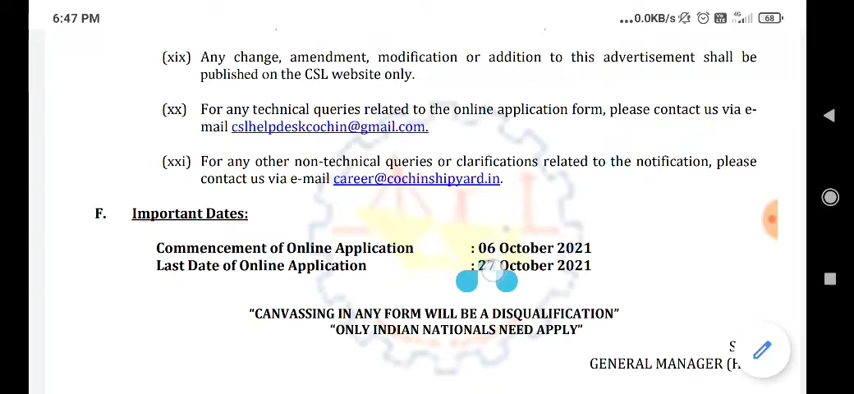 6:47 PM
...0.0KB/s 4G 68
(xix) Any change, amendment, modification or addition to this advertisement shall be
published on the CSL website only.
(xx) For any technical queries related to the online application form, please contact us via e-
mail cslhelpdeskcochin@gmail.com.
(xxi) For any other non-technical queries or clarifications related to the notification, please
contact us via e-mail career@cochinshipyard.in.
F. Important Dates:
Commencement of Online Application : 06 October 2021
Last Date of Online Application : 27 October 2021
“CANVASSING IN ANY FORM WILL BE A DISQUALIFICATION”
“ONLY INDIAN NATIONALS NEED APPLY”
GENERAL MANAGER